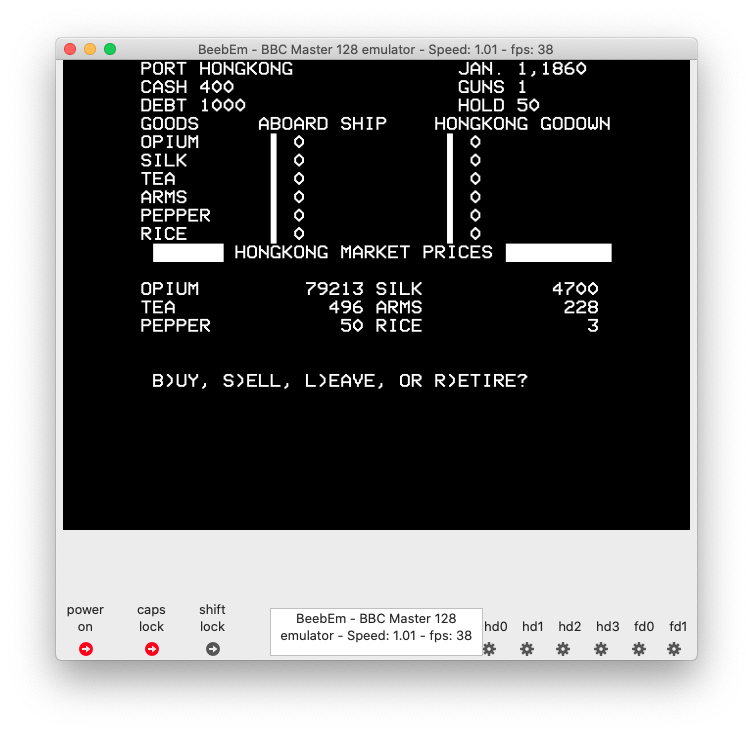 BeebEm - BBC Master 128 emulator - Speed: 1.01 - fps: 38
PORT HONGKONG JAN. 1,1860
CASH 400 GUNS 1
DEBT 1000 HOLD 50
GOODS ABOARD SHIP HONGKONG GODOWN
OPIUM 0 0
SILK 0 0
TEA 0 0
ARMS 0 0
PEPPER 0 0
RICE 0 0
HONGKONG MARKET PRICES
OPIUM 79213 SILK 4700
TEA 496 ARMS 228
PEPPER 50 RICE 3
B)UY, S)ELL, L)EAVE, OR R)ETIRE?
power on
caps lock
shift lock
BeebEm - BBC Master 128
emulator - Speed: 1.01 - fps: 38
hd0 hd1 hd2 hd3 fd0 fd1